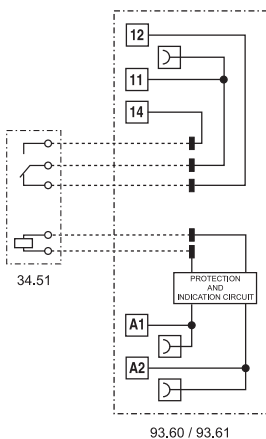 12
11
14
34.51
PROTECTION
AND
INDICATION CIRCUIT
A1
A2
93.60 / 93.61